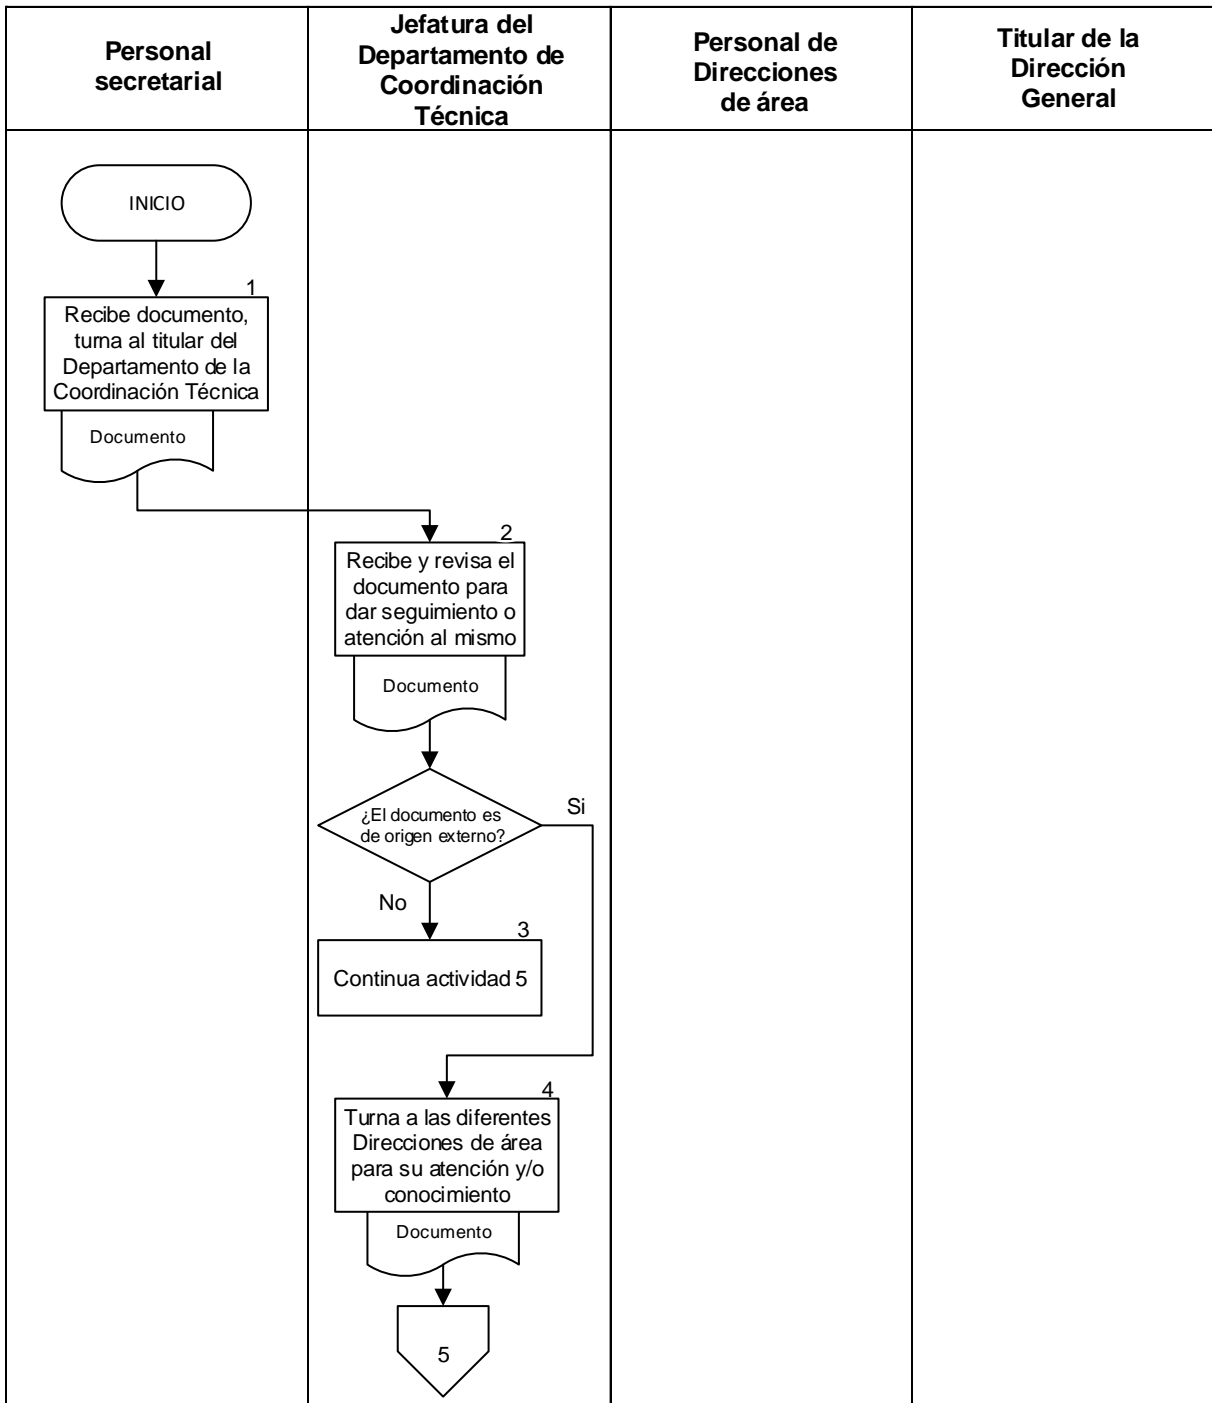 Personal
secretarial
Jefatura del
Departamento de
Coordinación
Técnica
Personal de
Direcciones
de área
Titular de la
Dirección
General
INICIO
1
Recibe documento,
turna al titular del
Departamento de la
Coordinación Técnica
Documento
2
Recibe y revisa el
documento para
dar seguimiento o
atención al mismo
Documento
¿El documento es
de origen externo?
Si
No
3
Continua actividad 5
4
Turna a las diferentes
Direcciones de área
para su atención y/o
conocimiento
Documento
5